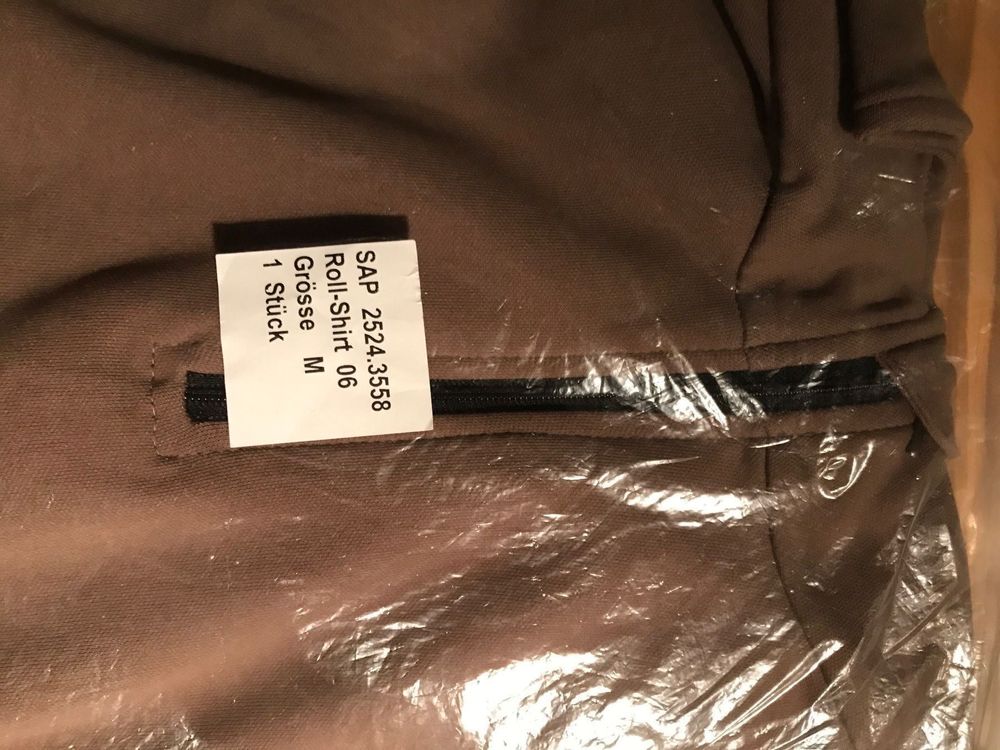 SAP 2524.3558
Roll-Shirt 06
Grösse M
1 Stück